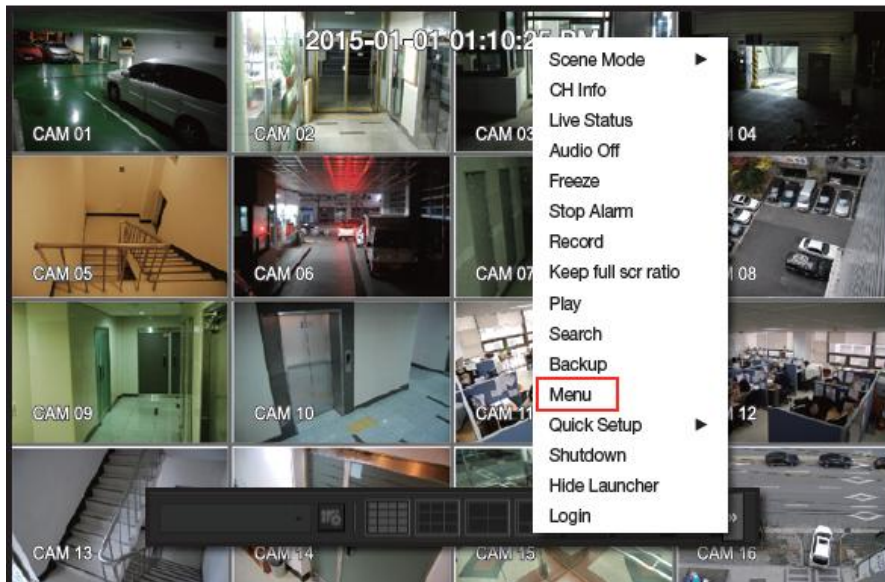 2015-01-01 01:10:25 PM
CAM 01
CAM 02
CAM 03
04
CAM 05
CAM 06
CAM 07
08
CAM 09
CAM 10
CAM 11
12
CAM 13
CAM 14
CAM 15
CAM 16
Scene Mode
CH Info
Live Status
Audio Off
Freeze
Stop Alarm
Record
Keep full scr ratio
Play
Search
Backup
Menu
Quick Setup
Shutdown
Hide Launcher
Login